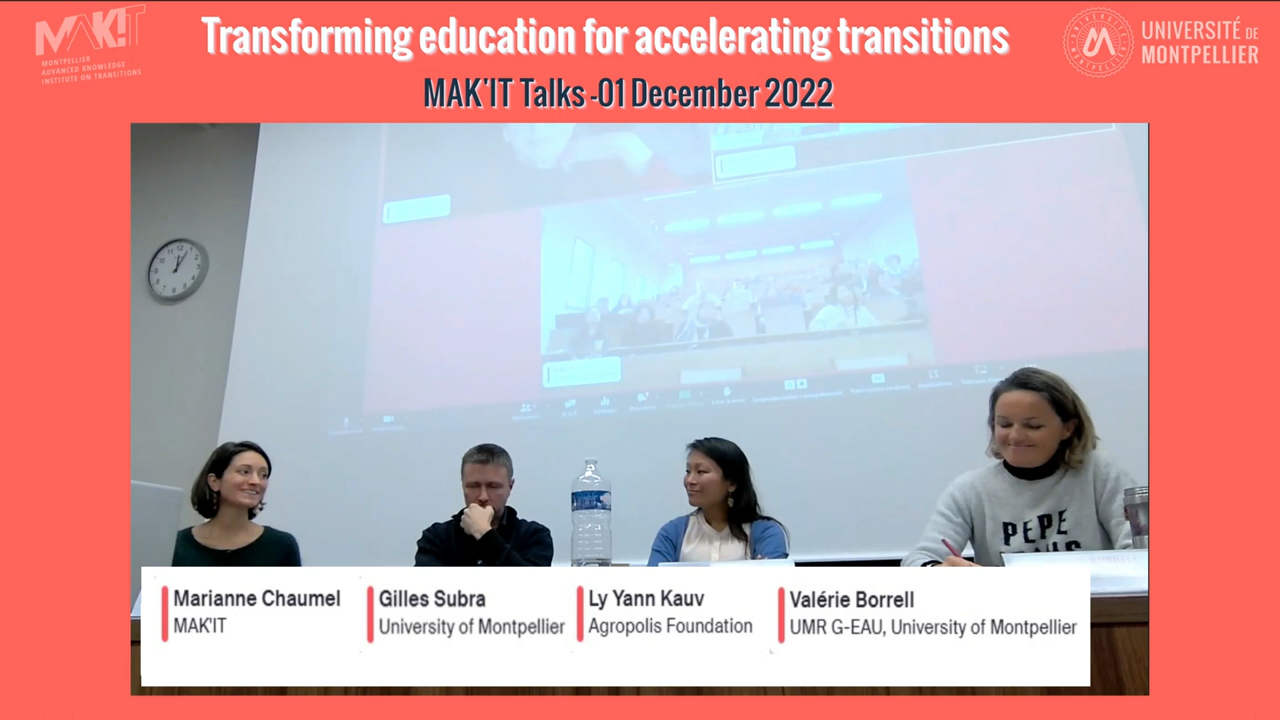 MAK!T
MONTPELLIER
ADVANCED KNOWLEDGE
INSTITUTE ON TRANSITIONS
Transforming education for accelerating transitions
MAK'IT Talks -01 December 2022
UNIVERSITÉ DE
MONTPELLIER
PEPE
Marianne Chaumel
MAK'IT
Gilles Subra
University of Montpellier
Ly Yann Kauv
Agropolis Foundation
Valérie Borrell
UMR G-EAU, University of Montpellier